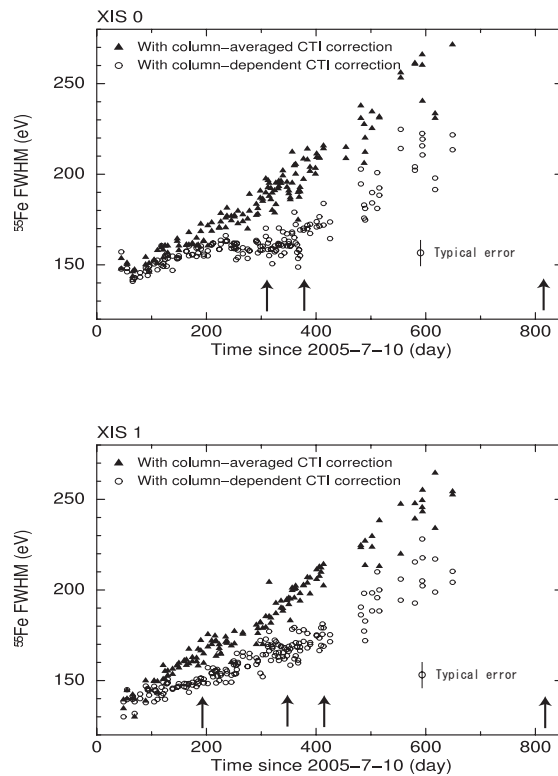 XIS 0
▲ With column-averaged CTI correction
○ With column-dependent CTI correction
250
200
150
55Fe FWHM (eV)
Typical error
0 200 400 600 800
Time since 2005-7-10 (day)
XIS 1
▲ With column-averaged CTI correction
○ With column-dependent CTI correction
250
200
150
55Fe FWHM (eV)
Typical error
0 200 400 600 800
Time since 2005-7-10 (day)